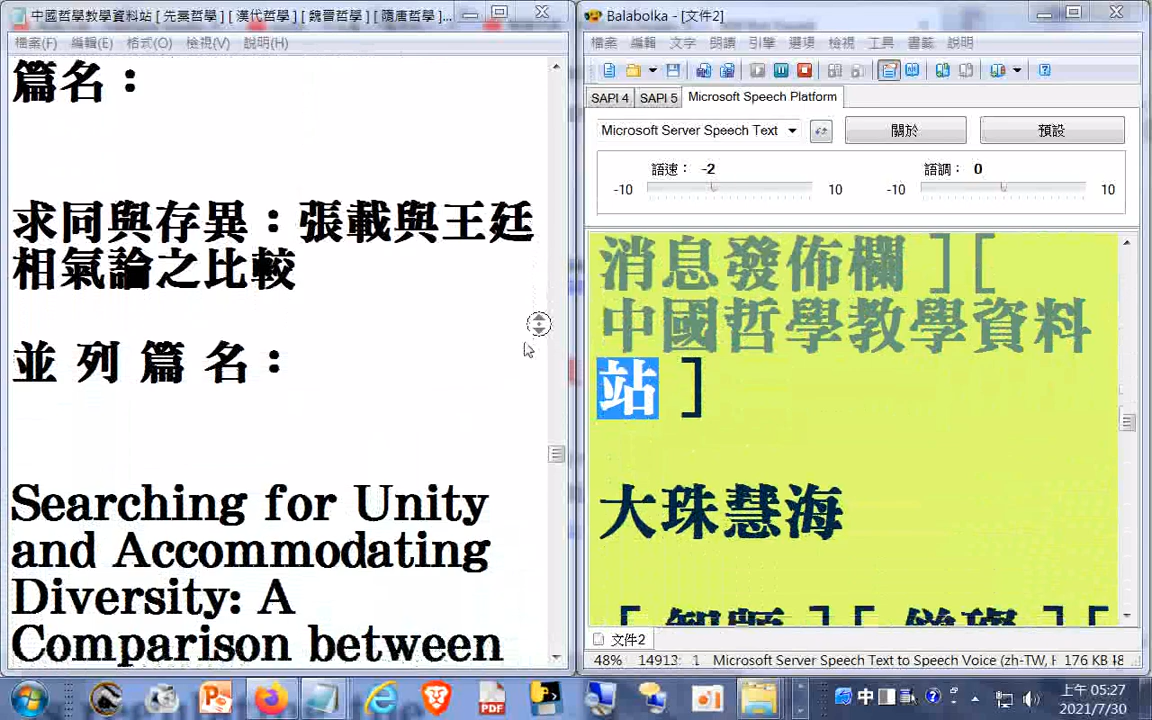 中國哲學教學資料站 [ 先秦哲學 ] [ 漢代哲學 ] [ 魏晉哲學 ] [ 隋唐哲學 ]...
檔案(F) 編輯(E) 格式(O) 檢視(V) 說明(H)
篇名：
求同與存異：張載與王廷
相氣論之比較
並 列 篇 名：
Searching for Unity
and Accommodating
Diversity: A
Comparison between
Balabolka - [文件2]
檔案 編輯 文字 朗讀 引擎 選項 檢視 工具 書籤 說明
SAPI 4 SAPI 5 Microsoft Speech Platform
Microsoft Server Speech Text 關於 預設
語速： -2 語調： 0
-10 10 -10 10
消息發佈欄 ] [
中國哲學教學資料
站 ]
大珠慧海
文件2
48% 14913: 1 Microsoft Server Speech Text to Speech Voice (zh-TW, H 176 KB
中 上午 05:27
2021/7/30